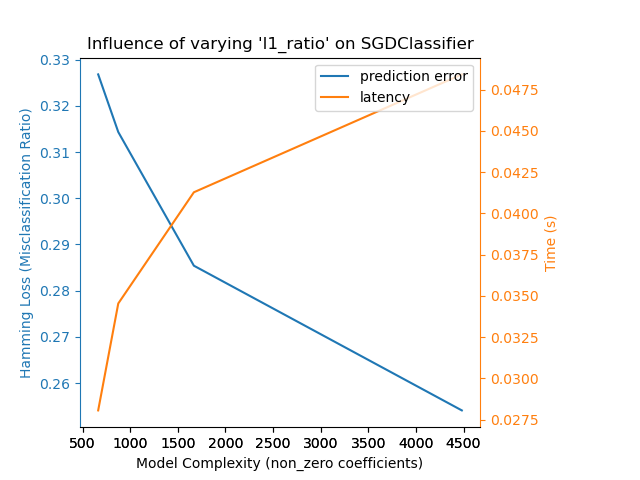 Influence of varying 'l1_ratio' on SGDClassifier
prediction error
latency
Hamming Loss (Misclassification Ratio)
0.33
0.32
0.31
0.30
0.29
0.28
0.27
0.26
0.0475
0.0450
0.0425
0.0400
0.0375
0.0350
0.0325
0.0300
0.0275
Time (s)
500 1000 1500 2000 2500 3000 3500 4000 4500
Model Complexity (non_zero coefficients)